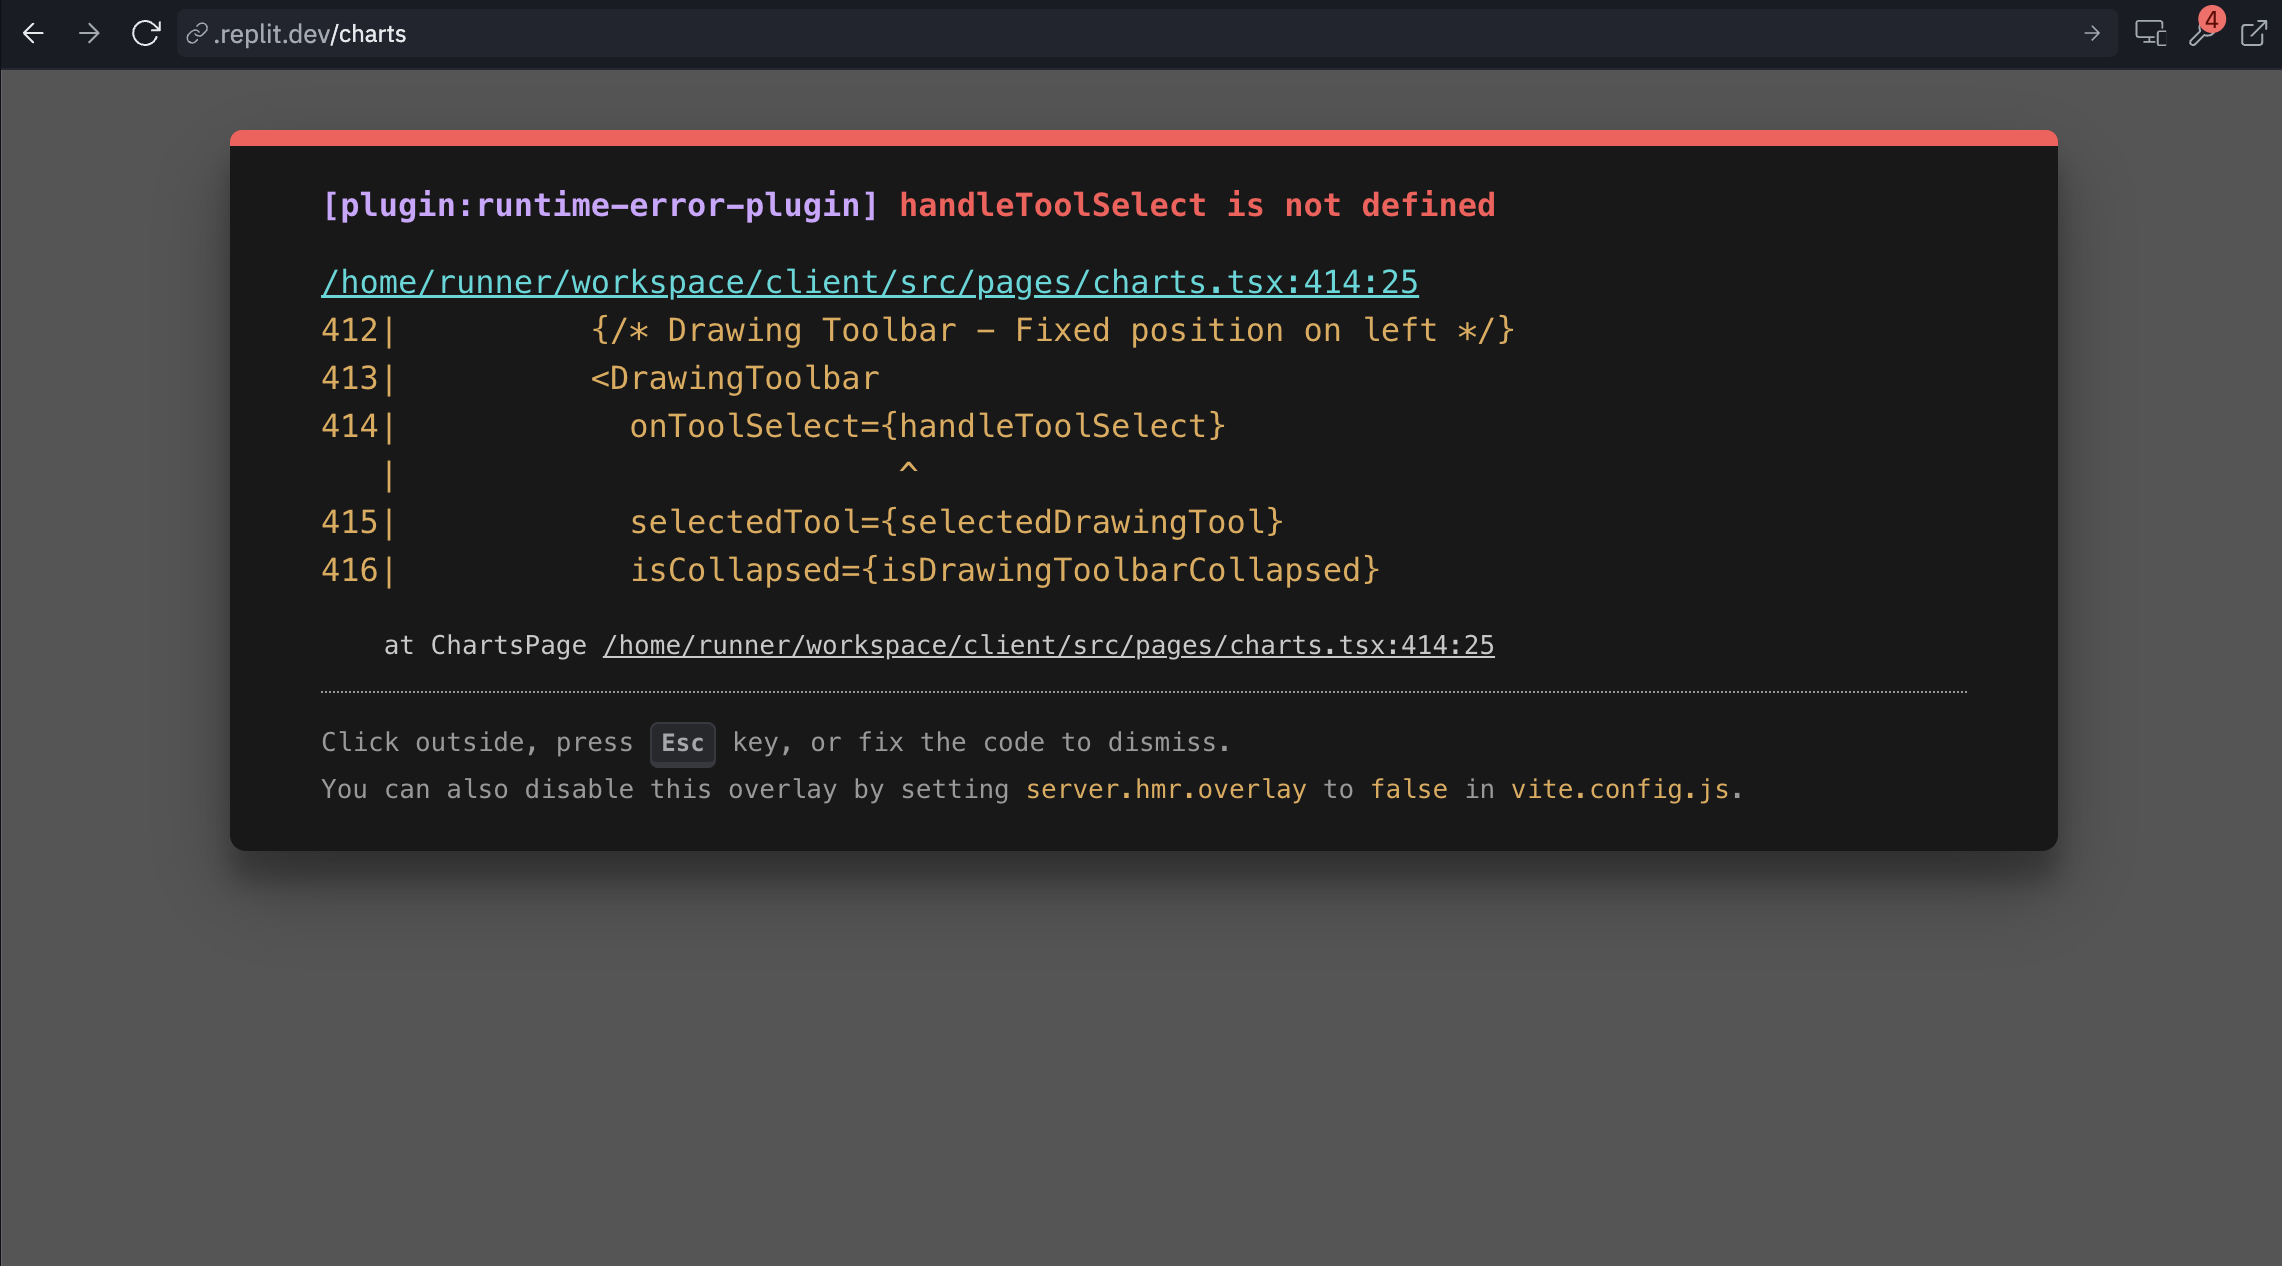 .replit.dev/charts
4
[plugin:runtime-error-plugin] handleToolSelect is not defined
/home/runner/workspace/client/src/pages/charts.tsx:414:25
412|          {/* Drawing Toolbar - Fixed position on left */}
413|          <DrawingToolbar
414|            onToolSelect={handleToolSelect}
   |                          ^
415|            selectedTool={selectedDrawingTool}
416|            isCollapsed={isDrawingToolbarCollapsed}
at ChartsPage /home/runner/workspace/client/src/pages/charts.tsx:414:25
Click outside, press Esc key, or fix the code to dismiss.
You can also disable this overlay by setting server.hmr.overlay to false in vite.config.js.